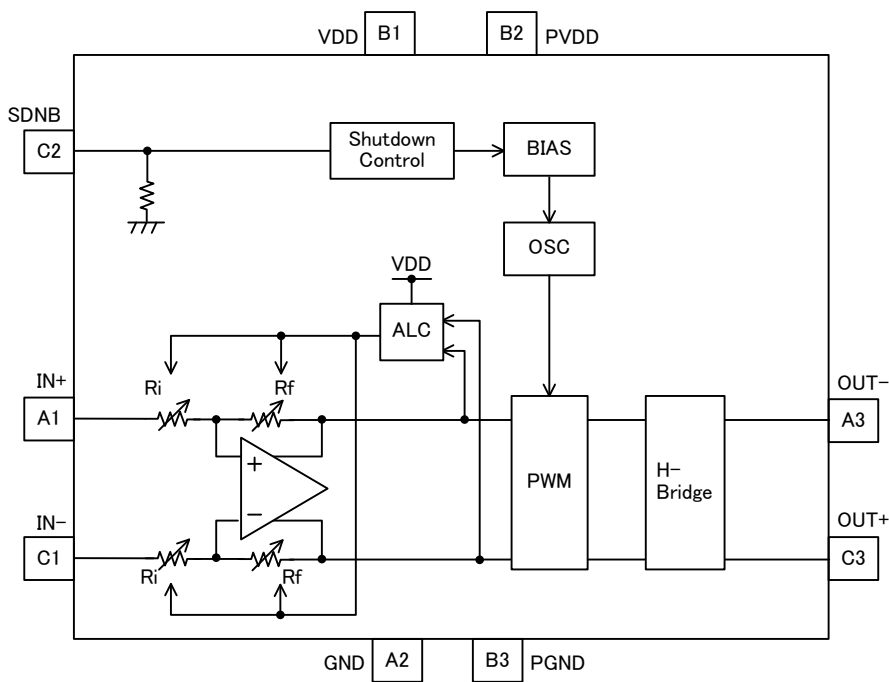 VDD
B1
B2
PVDD
SDNB
C2
Shutdown
Control
BIAS
OSC
VDD
ALC
IN+
A1
Ri
Rf
OUT-
A3
+
-
PWM
H-
Bridge
IN-
C1
Ri
Rf
OUT+
C3
GND
A2
B3
PGND